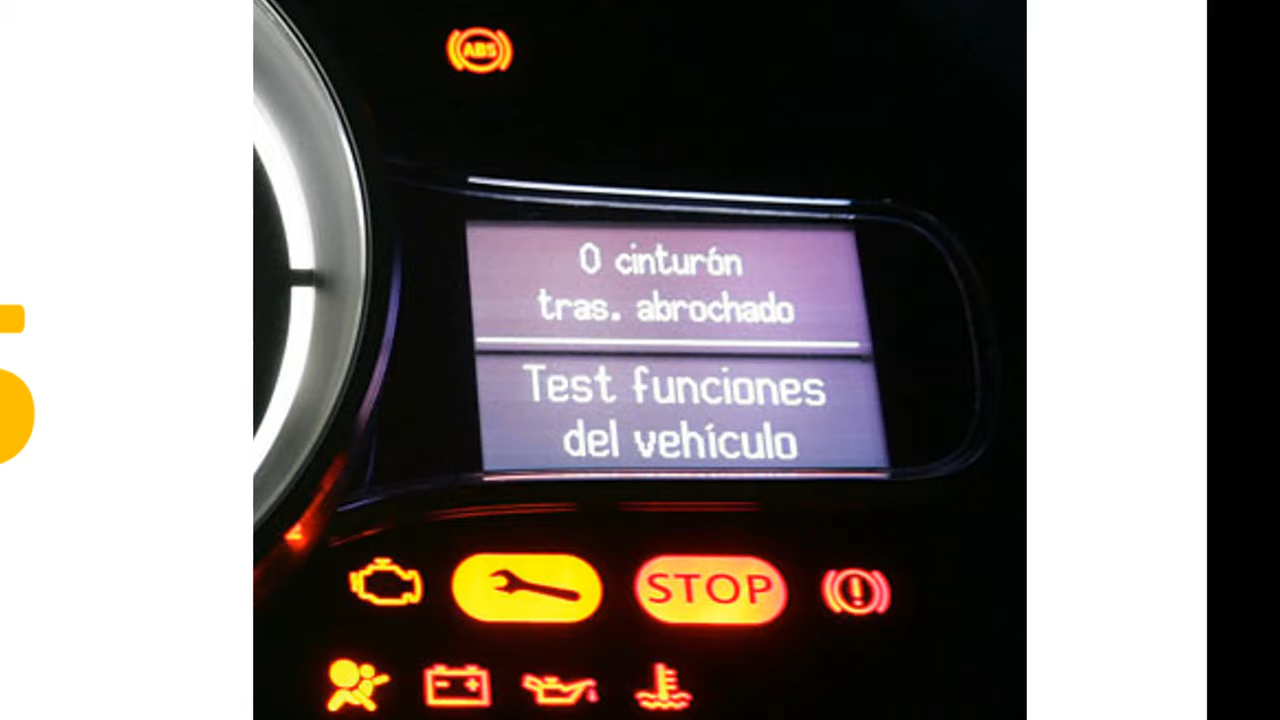 ABS
0 cinturón
tras. abrochado
Test funciones
del vehículo
STOP